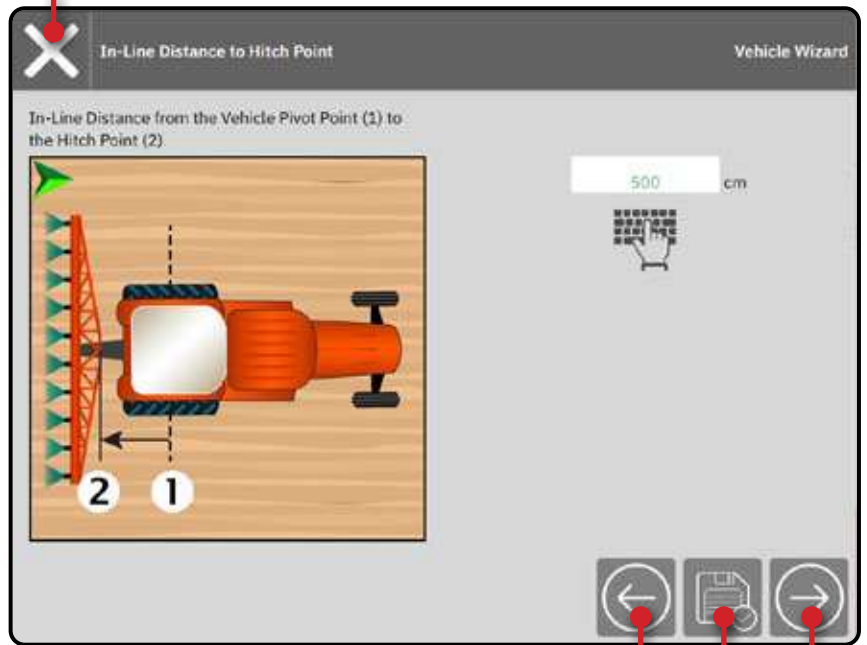 In-Line Distance to Hitch Point
Vehicle Wizard
In-Line Distance from the Vehicle Pivot Point (1) to
the Hitch Point (2)
500 cm
2 1